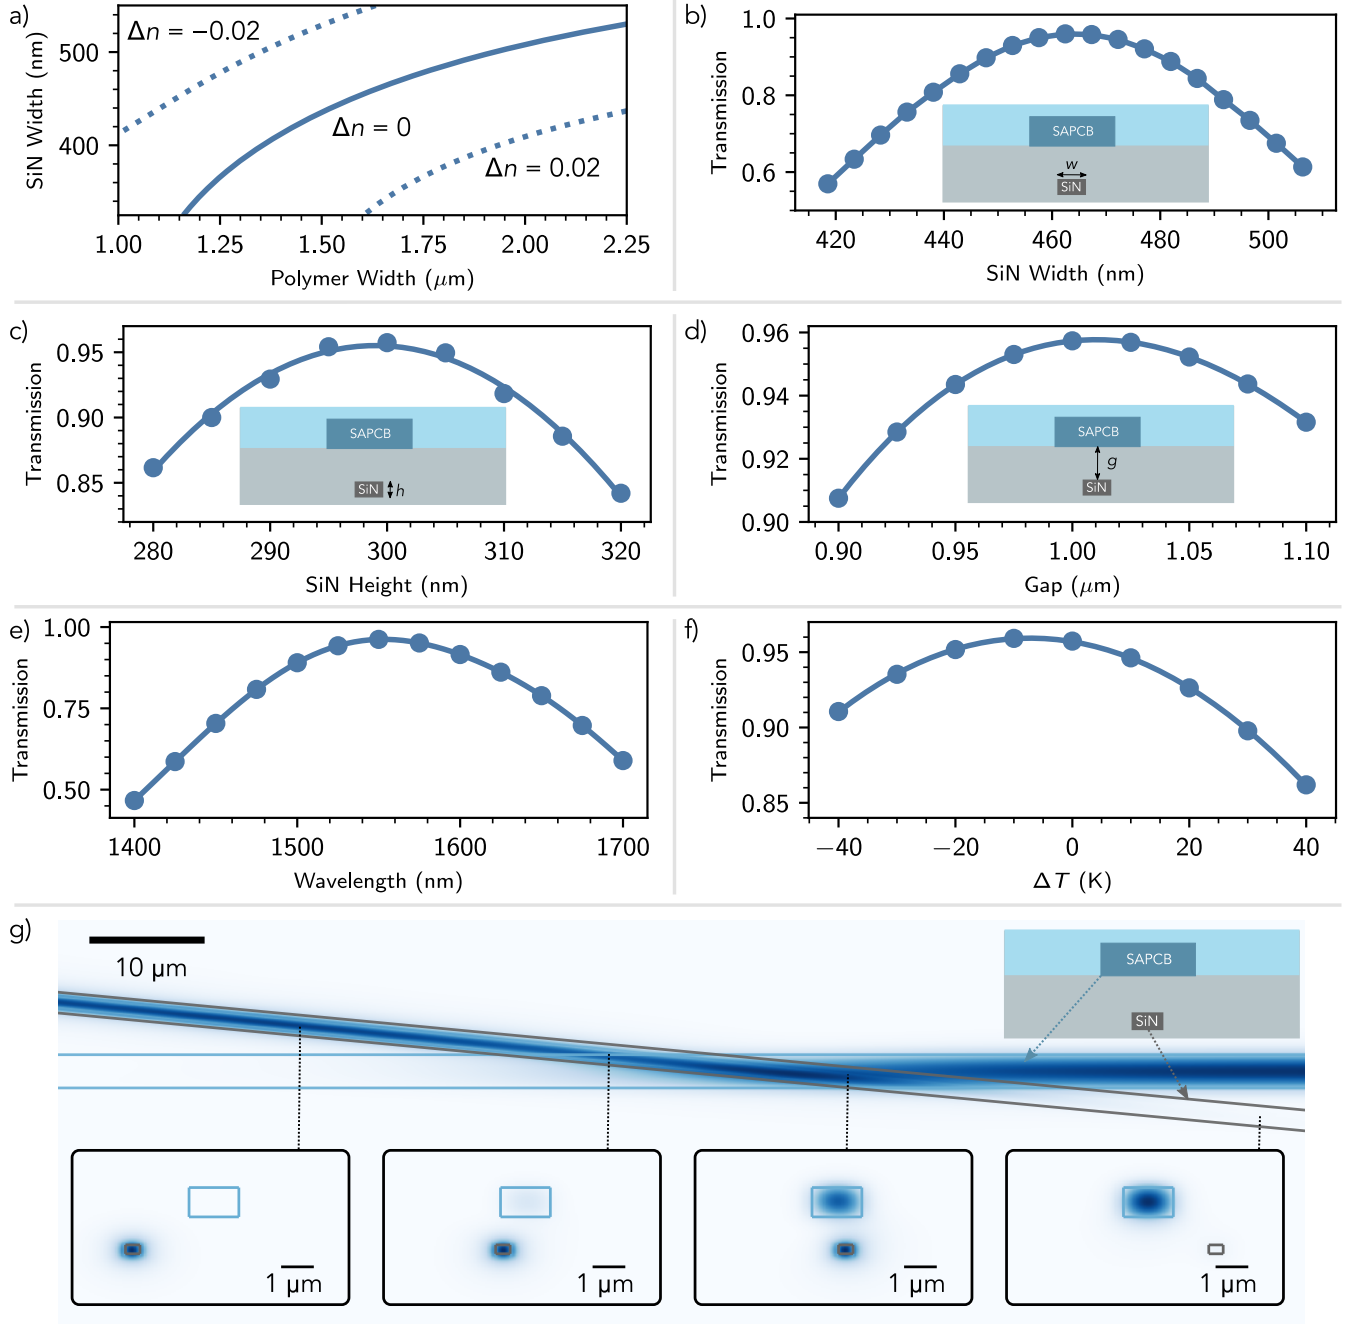 a)
Δn = −0.02
Δn = 0
Δn = 0.02
500
400
SiN Width (nm)
1.00 1.25 1.50 1.75 2.00 2.25
Polymer Width (μm)
b)
1.0
0.8
0.6
Transmission
SAPCB
w
SiN
420 440 460 480 500
SiN Width (nm)
c)
0.95
0.90
0.85
Transmission
SAPCB
SiN h
280 290 300 310 320
SiN Height (nm)
d)
0.96
0.94
0.92
0.90
Transmission
SAPCB
g
SiN
0.90 0.95 1.00 1.05 1.10
Gap (μm)
e)
1.00
0.75
0.50
Transmission
1400 1500 1600 1700
Wavelength (nm)
f)
0.95
0.90
0.85
Transmission
−40 −20 0 20 40
ΔT (K)
g)
10 μm
SAPCB
SiN
1 μm
1 μm
1 μm
1 μm